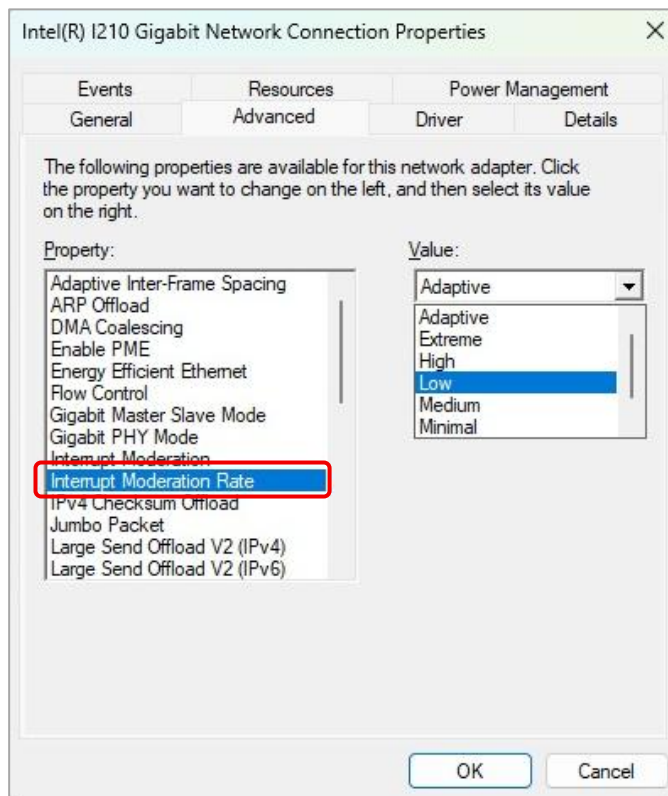 Intel(R) I210 Gigabit Network Connection Properties
Events Resources Power Management
General Advanced Driver Details
The following properties are available for this network adapter. Click
the property you want to change on the left, and then select its value
on the right.
Property:
Adaptive Inter-Frame Spacing
ARP Offload
DMA Coalescing
Enable PME
Energy Efficient Ethernet
Flow Control
Gigabit Master Slave Mode
Gigabit PHY Mode
Interrupt Moderation
Interrupt Moderation Rate
IPv4 Checksum Offload
Jumbo Packet
Large Send Offload V2 (IPv4)
Large Send Offload V2 (IPv6)
Value:
Adaptive
Adaptive
Extreme
High
Low
Medium
Minimal
OK Cancel